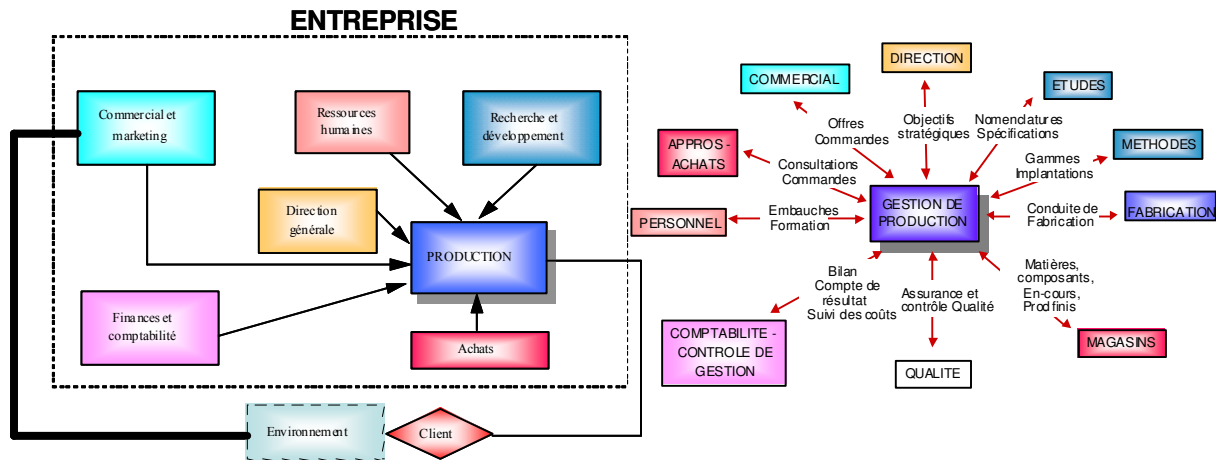 ENTREPRISE
Commercial et
marketing
Ressources
humaines
Recherche et
développement
Direction
générale
PRODUCTION
Finances et
comptabilité
Achats
Environnement
Client
DIRECTION
COMMERCIAL
ETUDES
Offres
Commandes
Objectifs
stratégiques
Nomenclatures
Spécifications
APPROS -
ACHATS
METHODES
Consultations
Commandes
Gammes
Implantations
GESTION DE
PRODUCTION
PERSONNEL
Embauches
Formation
Conduite de
Fabrication
FABRICATION
Bilan
Compte de
résultat
Suivi des coûts
Assurance et
contrôle Qualité
Matières,
composants,
En-cours,
Prod finis
COMPTABILITE -
CONTROLE DE
GESTION
QUALITE
MAGASINS